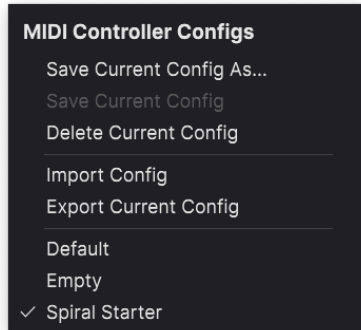 MIDI Controller Configs
Save Current Config As...
Save Current Config
Delete Current Config
Import Config
Export Current Config
Default
Empty
Spiral Starter